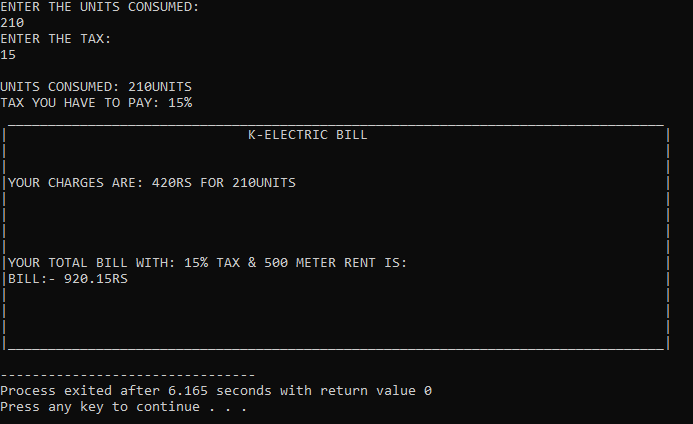 ENTER THE UNITS CONSUMED:
210
ENTER THE TAX:
15
UNITS CONSUMED: 210UNITS
TAX YOU HAVE TO PAY: 15%
K-ELECTRIC BILL
YOUR CHARGES ARE: 420RS FOR 210UNITS
YOUR TOTAL BILL WITH: 15% TAX & 500 METER RENT IS:
BILL:- 920.15RS
--------------------------------
Process exited after 6.165 seconds with return value 0
Press any key to continue . . .